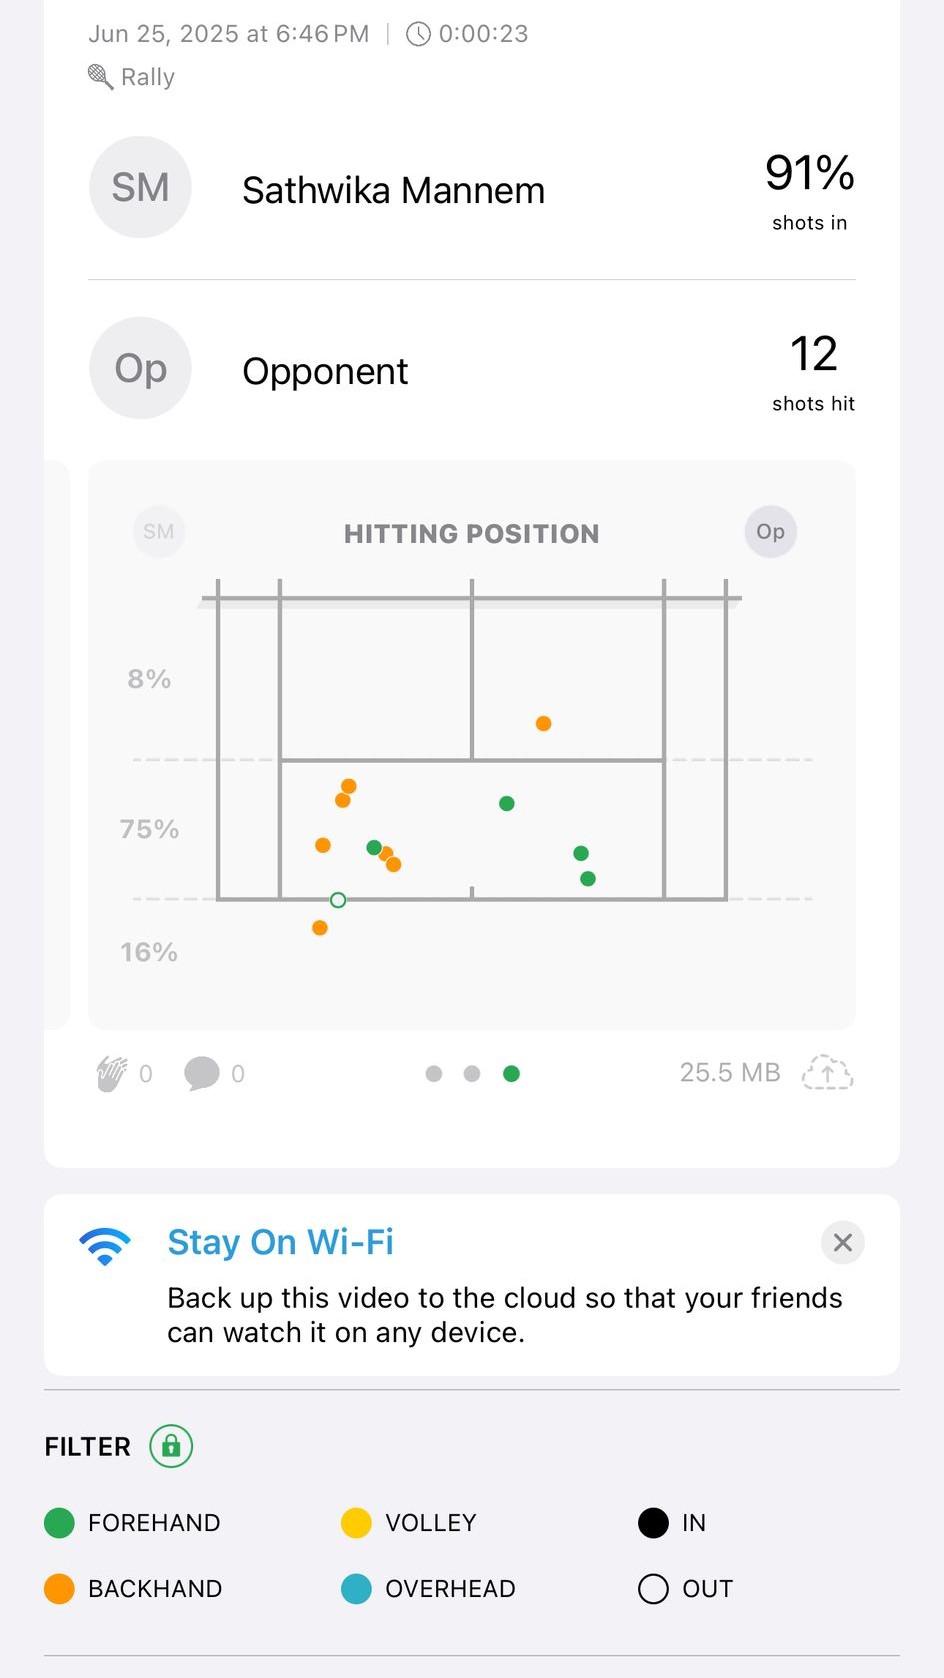 Jun 25, 2025 at 6:46 PM | 0:00:23
Rally
SM
Sathwika Mannem
91%
shots in
Op
Opponent
12
shots hit
SM
HITTING POSITION
Op
8%
75%
16%
0
0
25.5 MB
Stay On Wi-Fi
Back up this video to the cloud so that your friends
can watch it on any device.
FILTER
FOREHAND
VOLLEY
IN
BACKHAND
OVERHEAD
OUT